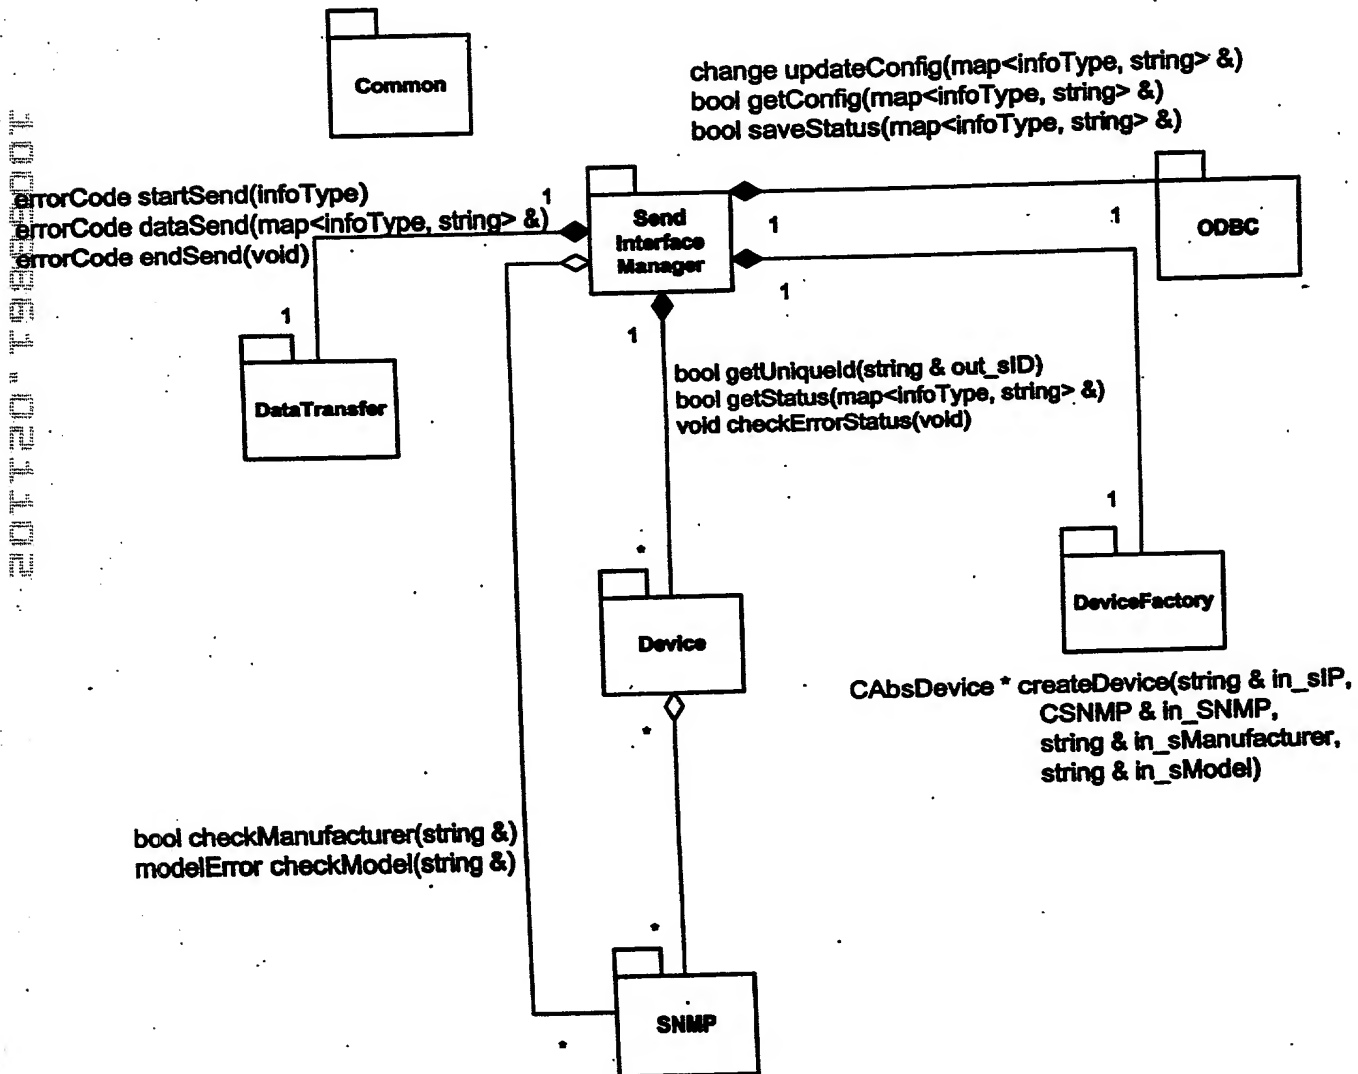 Common
change updateConfig(map<infoType, string> &)
bool getConfig(map<infoType, string> &)
bool saveStatus(map<infoType, string> &)
errorCode startSend(infoType)
errorCode dataSend(map<infoType, string> &)
errorCode endSend(void)
1
Send
Interface
Manager
1
1
ODBC
1
1
DataTransfer
1
bool getUniqueId(string & out_sID)
bool getStatus(map<infoType, string> &)
void checkErrorStatus(void)
1
*
Device
*
DeviceFactory
CAbsDevice * createDevice(string & in_sIP,
CSNMP & in_SNMP,
string & in_sManufacturer,
string & in_sModel)
bool checkManufacturer(string &)
modelError checkModel(string &)
*
SNMP
*